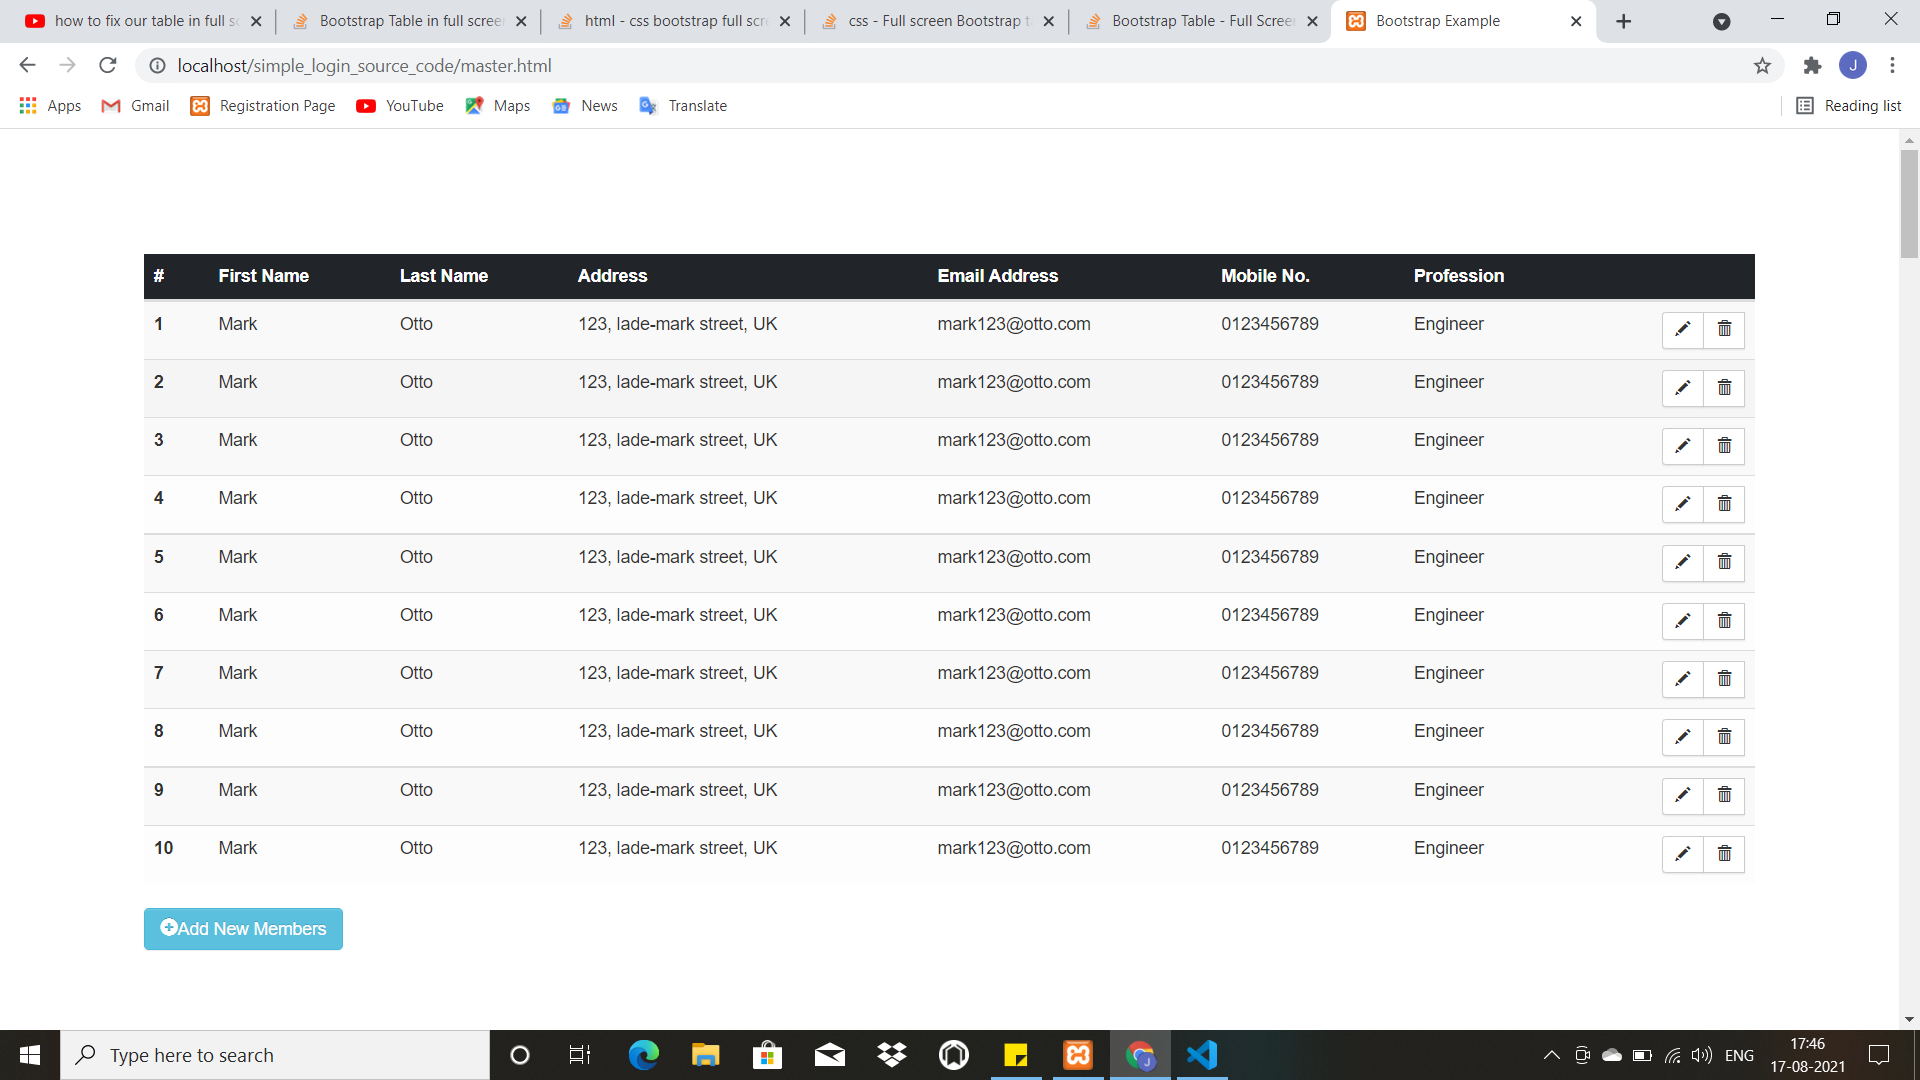 how to fix our table in full s
Bootstrap Table in full scree
html - css bootstrap full scr
css - Full screen Bootstrap t
Bootstrap Table - Full Scree
Bootstrap Example
localhost/simple_login_source_code/master.html
J
Apps Gmail Registration Page YouTube Maps News Translate Reading list
# First Name Last Name Address Email Address Mobile No. Profession
1 Mark Otto 123, lade-mark street, UK mark123@otto.com 0123456789 Engineer
2 Mark Otto 123, lade-mark street, UK mark123@otto.com 0123456789 Engineer
3 Mark Otto 123, lade-mark street, UK mark123@otto.com 0123456789 Engineer
4 Mark Otto 123, lade-mark street, UK mark123@otto.com 0123456789 Engineer
5 Mark Otto 123, lade-mark street, UK mark123@otto.com 0123456789 Engineer
6 Mark Otto 123, lade-mark street, UK mark123@otto.com 0123456789 Engineer
7 Mark Otto 123, lade-mark street, UK mark123@otto.com 0123456789 Engineer
8 Mark Otto 123, lade-mark street, UK mark123@otto.com 0123456789 Engineer
9 Mark Otto 123, lade-mark street, UK mark123@otto.com 0123456789 Engineer
10 Mark Otto 123, lade-mark street, UK mark123@otto.com 0123456789 Engineer
Add New Members
Type here to search
ENG
17:46
17-08-2021